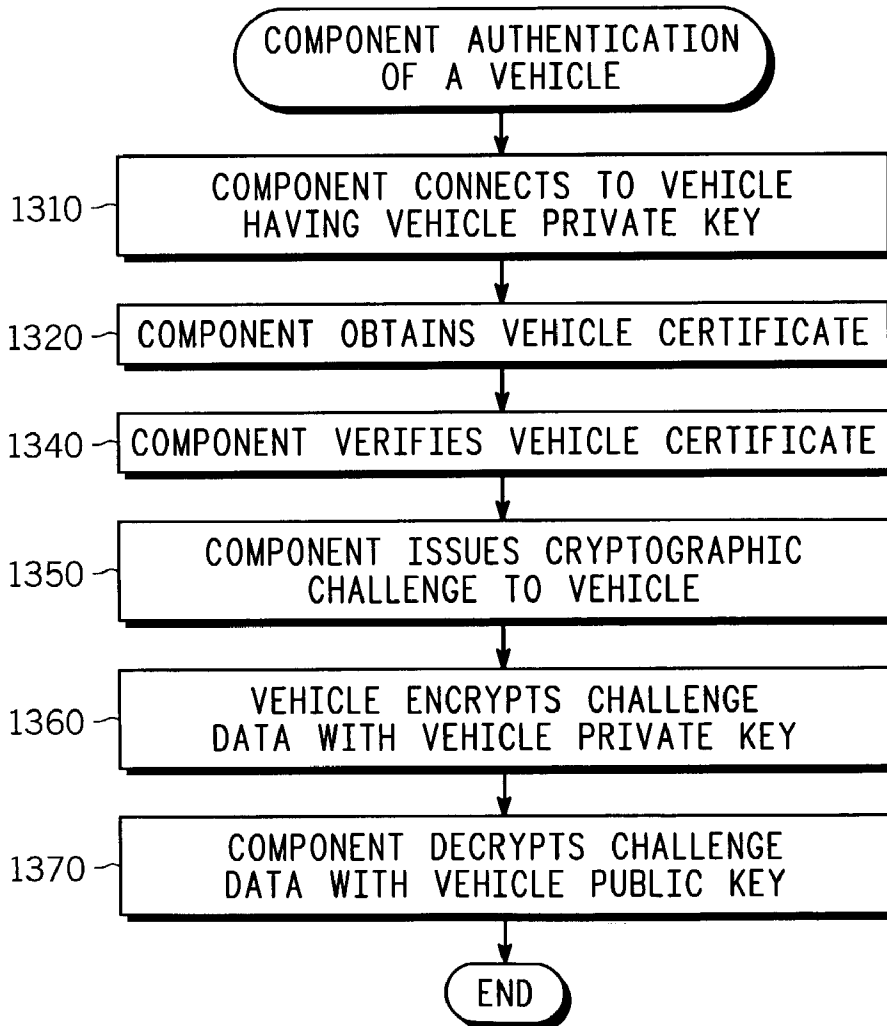 COMPONENT AUTHENTICATION
OF A VEHICLE
1310
COMPONENT CONNECTS TO VEHICLE
HAVING VEHICLE PRIVATE KEY
1320
COMPONENT OBTAINS VEHICLE CERTIFICATE
1340
COMPONENT VERIFIES VEHICLE CERTIFICATE
1350
COMPONENT ISSUES CRYPTOGRAPHIC
CHALLENGE TO VEHICLE
1360
VEHICLE ENCRYPTS CHALLENGE
DATA WITH VEHICLE PRIVATE KEY
1370
COMPONENT DECRYPTS CHALLENGE
DATA WITH VEHICLE PUBLIC KEY
END